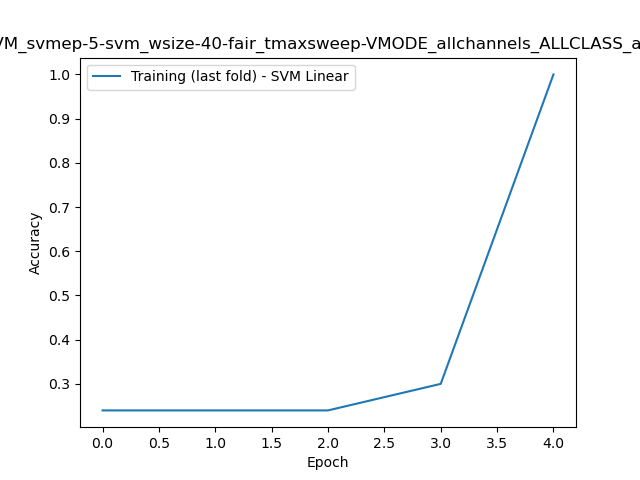 VM_svmep-5-svm_wsize-40-fair_tmaxsweep-VMODE_allchannels_ALLCLASS_a
Training (last fold) - SVM Linear
1.0
0.9
0.8
0.7
0.6
0.5
0.4
0.3
Accuracy
0.0 0.5 1.0 1.5 2.0 2.5 3.0 3.5 4.0
Epoch